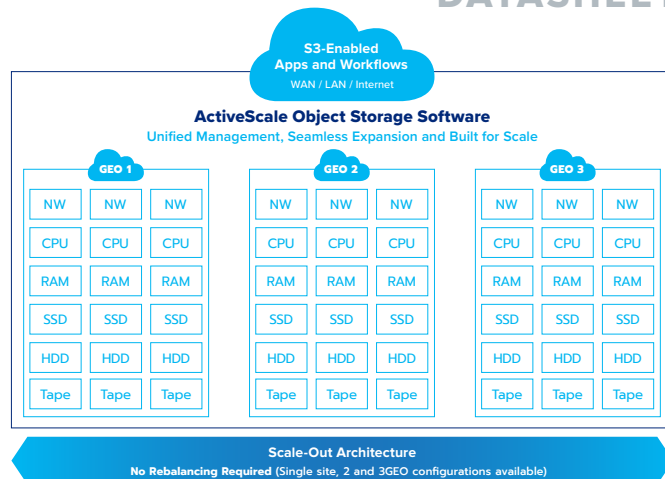 DATASHEET
S3-Enabled
Apps and Workflows
WAN / LAN / Internet
ActiveScale Object Storage Software
Unified Management, Seamless Expansion and Built for Scale
GEO 1
NW NW NW
CPU CPU CPU
RAM RAM RAM
SSD SSD SSD
HDD HDD HDD
Tape Tape Tape
GEO 2
NW NW NW
CPU CPU CPU
RAM RAM RAM
SSD SSD SSD
HDD HDD HDD
Tape Tape Tape
GEO 3
NW NW NW
CPU CPU CPU
RAM RAM RAM
SSD SSD SSD
HDD HDD HDD
Tape Tape Tape
Scale-Out Architecture
No Rebalancing Required (Single site, 2 and 3GEO configurations available)